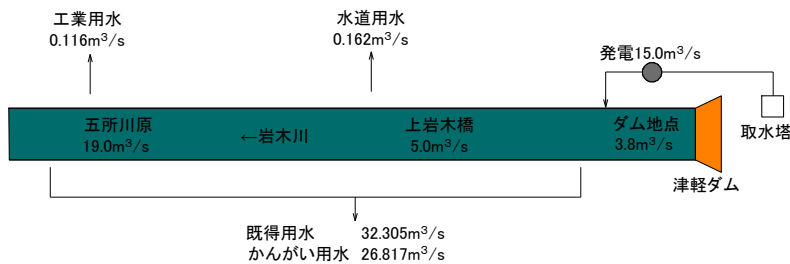 工業用水
0.116m³/s
水道用水
0.162m³/s
発電15.0m³/s
取水塔
五所川原
19.0m³/s
←岩木川
上岩木橋
5.0m³/s
ダム地点
3.8m³/s
津軽ダム
既得用水 32.305m³/s
かんがい用水 26.817m³/s